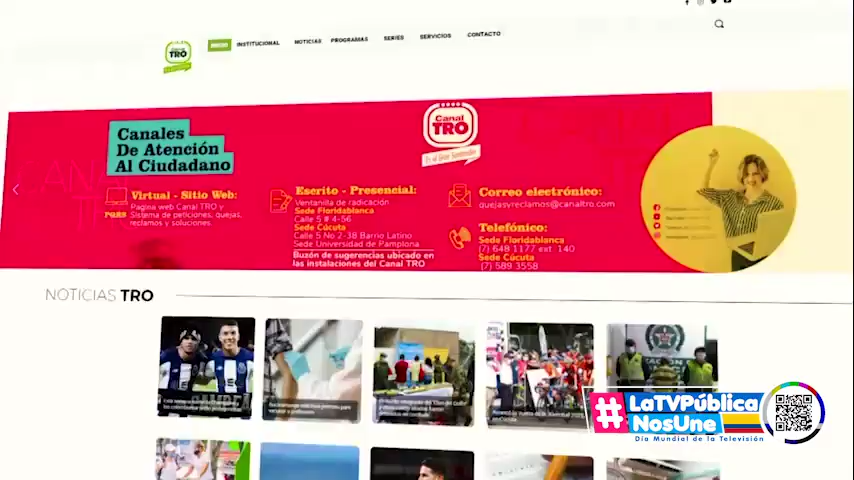 TRO
INICIO INSTITUCIONAL NOTICIAS PROGRAMAS SERIES SERVICIOS CONTACTO
Canales
De Atención
Al Ciudadano
Canal
TRO
Virtual - Sitio Web:
Pagina web Canal TRO y
Sistema de peticiones, quejas,
reclamos y soluciones.
PQRS
Escrito - Presencial:
Ventanilla de radicación
Sede Floridablanca
Calle 5 # 4-56
Sede Cúcuta
Calle 5 No 2-38 Barrio Latino
Sede Universidad de Pamplona
Buzón de sugerencias ubicado en
las instalaciones del Canal TRO
Correo electrónico:
quejasyreclamos@canaltro.com
Telefónico:
Sede Floridablanca
(7) 648 1177 ext. 140
Sede Cúcuta
(7) 589 3558
NOTICIAS TRO
#LaTVPública
NosUne
Día Mundial de la Televisión